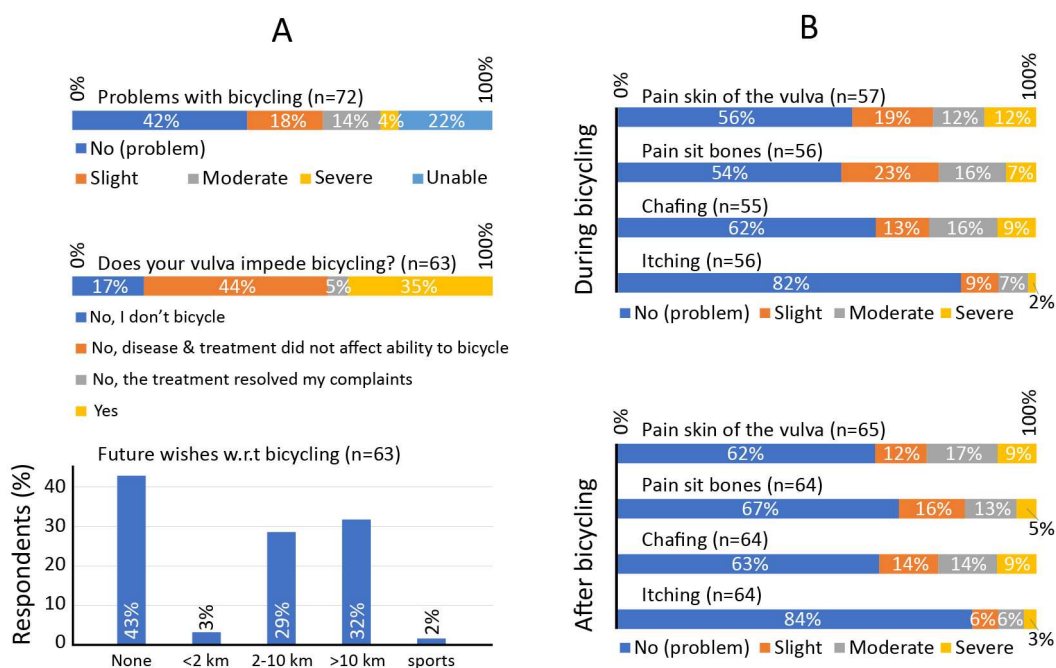 A
0%
100%
Problems with bicycling (n=72)
42% 18% 14% 4% 22%
No (problem)
Slight Moderate Severe Unable
0%
100%
Does your vulva impede bicycling? (n=63)
17% 44% 5% 35%
No, I don't bicycle
No, disease & treatment did not affect ability to bicycle
No, the treatment resolved my complaints
Yes
Future wishes w.r.t bicycling (n=63)
Respondents (%)
40
30
20
10
0
43% 3% 29% 32% 2%
None <2 km 2-10 km >10 km sports
B
During bicycling
0%
100%
Pain skin of the vulva (n=57)
56% 19% 12% 12%
Pain sit bones (n=56)
54% 23% 16% 7%
Chafing (n=55)
62% 13% 16% 9%
Itching (n=56)
82% 9% 7% 2%
No (problem) Slight Moderate Severe
After bicycling
0%
100%
Pain skin of the vulva (n=65)
62% 12% 17% 9%
Pain sit bones (n=64)
67% 16% 13% 5%
Chafing (n=64)
63% 14% 14% 9%
Itching (n=64)
84% 6% 6% 3%
No (problem) Slight Moderate Severe